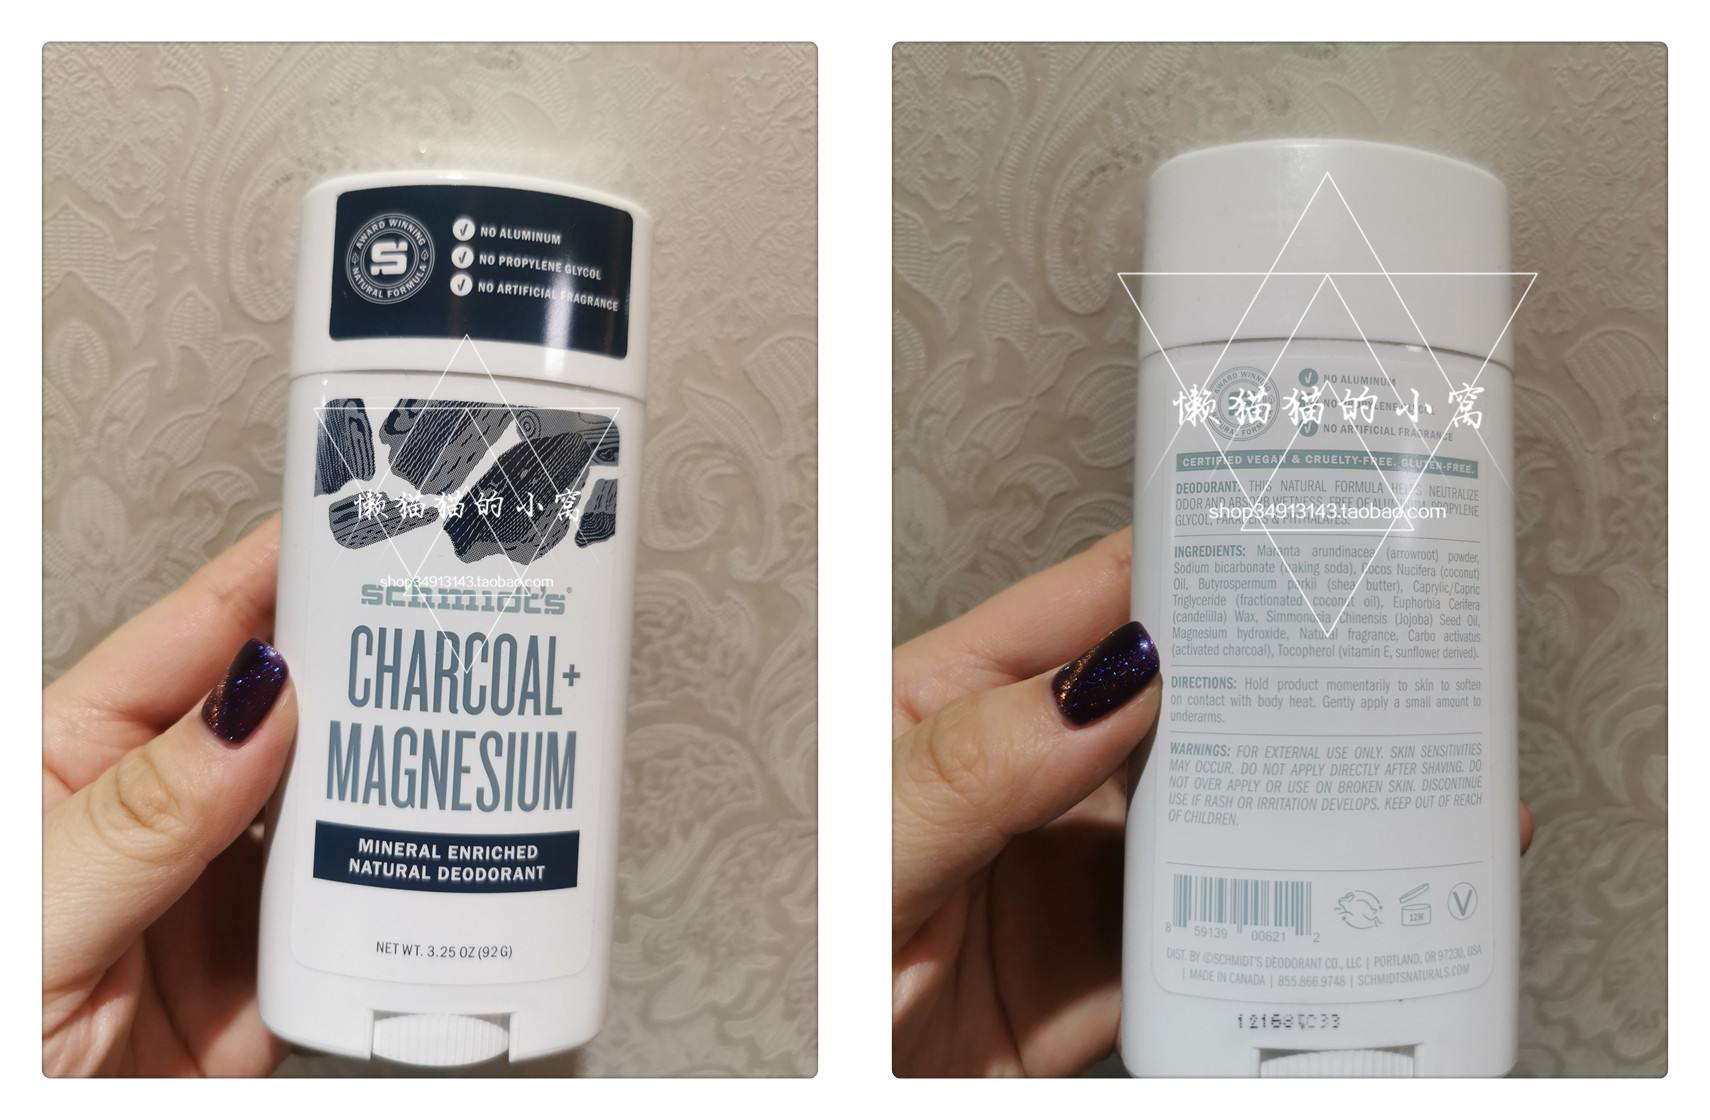 AWARD WINNING
NATURAL FORMULA
S
NO ALUMINUM
NO PROPYLENE GLYCOL
NO ARTIFICIAL FRAGRANCE
懒猫猫的小窝
shop34913143.taobao.com
schmidt's®
CHARCOAL+
MAGNESIUM
MINERAL ENRICHED
NATURAL DEODORANT
NET WT. 3.25 OZ (92 G)
NO ALUMINUM
懒猫猫的小窝
NO ARTIFICIAL FRAGRANCE
CERTIFIED VEGAN & CRUELTY-FREE. GLUTEN-FREE.
DEODORANT: THIS NATURAL FORMULA HELPS NEUTRALIZE
ODOR AND ABSORB WETNESS. FREE OF ALUMINUM, PROPYLENE
shop34913143.taobao.com
GLYCOL, PARABENS & PHTHALATES.
INGREDIENTS: Maranta arundinacea (arrowroot) powder,
Sodium bicarbonate (baking soda), Cocos Nucifera (coconut)
Oil, Butyrospermum parkii (shea butter), Caprylic/Capric
Triglyceride (fractionated coconut oil), Euphorbia Cerifera
(candelilla) Wax, Simmondsia Chinensis (Jojoba) Seed Oil,
Magnesium hydroxide, Natural fragrance, Carbo activatus
(activated charcoal), Tocopherol (vitamin E, sunflower derived).
DIRECTIONS: Hold product momentarily to skin to soften
on contact with body heat. Gently apply a small amount to
underarms.
WARNINGS: FOR EXTERNAL USE ONLY. SKIN SENSITIVITIES
MAY OCCUR. DO NOT APPLY DIRECTLY AFTER SHAVING. DO
NOT OVER APPLY OR USE ON BROKEN SKIN. DISCONTINUE
USE IF RASH OR IRRITATION DEVELOPS. KEEP OUT OF REACH
OF CHILDREN.
8 59139 00621 2
12M
V
DIST. BY ©SCHMIDT'S DEODORANT CO., LLC | PORTLAND, OR 97230, USA
| MADE IN CANADA | 855.866.9748 | SCHMIDTSNATURALS.COM